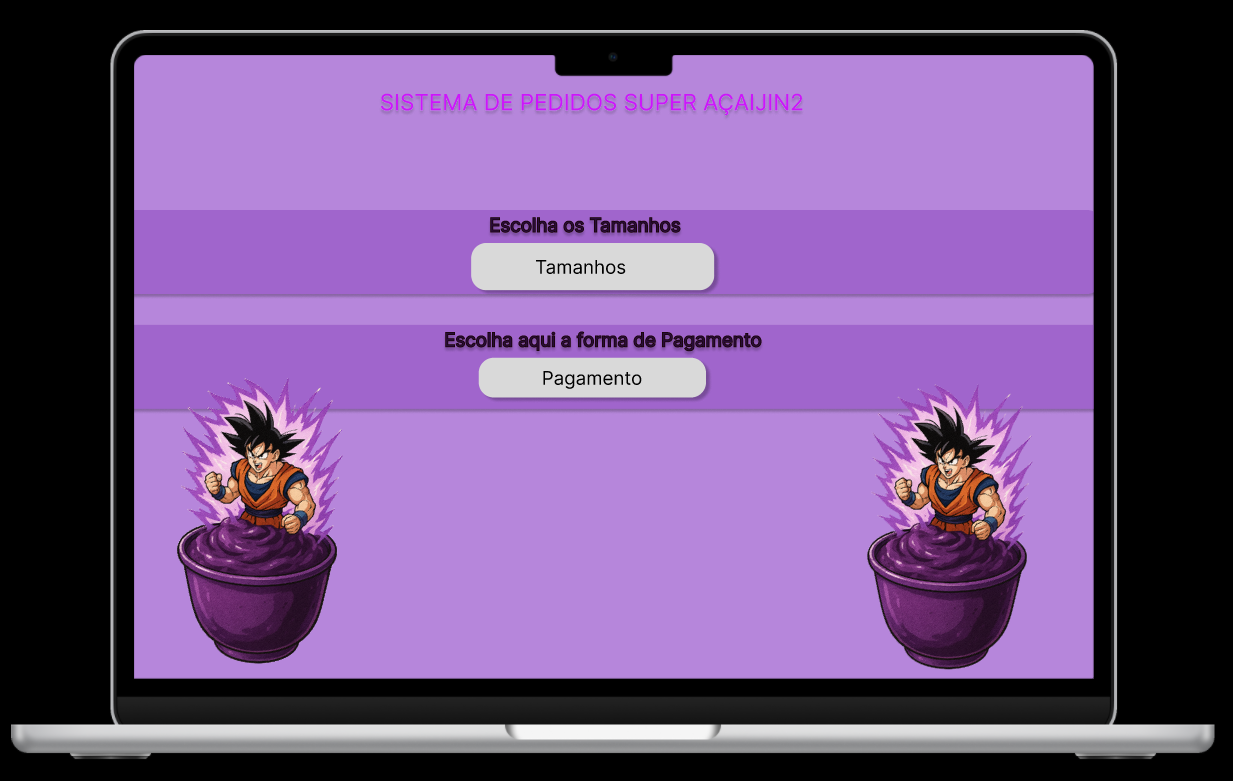 SISTEMA DE PEDIDOS SUPER AÇAIJIN2
Escolha os Tamanhos
Tamanhos
Escolha aqui a forma de Pagamento
Pagamento